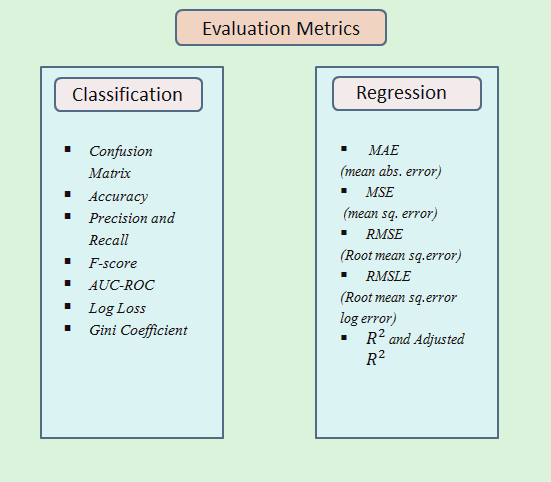 Evaluation Metrics
Classification
▪ Confusion
Matrix
▪ Accuracy
▪ Precision and
Recall
▪ F-score
▪ AUC-ROC
▪ Log Loss
▪ Gini Coefficient
Regression
▪ MAE
(mean abs. error)
▪ MSE
(mean sq. error)
▪ RMSE
(Root mean sq.error)
▪ RMSLE
(Root mean sq.error
log error)
▪ R² and Adjusted
R²